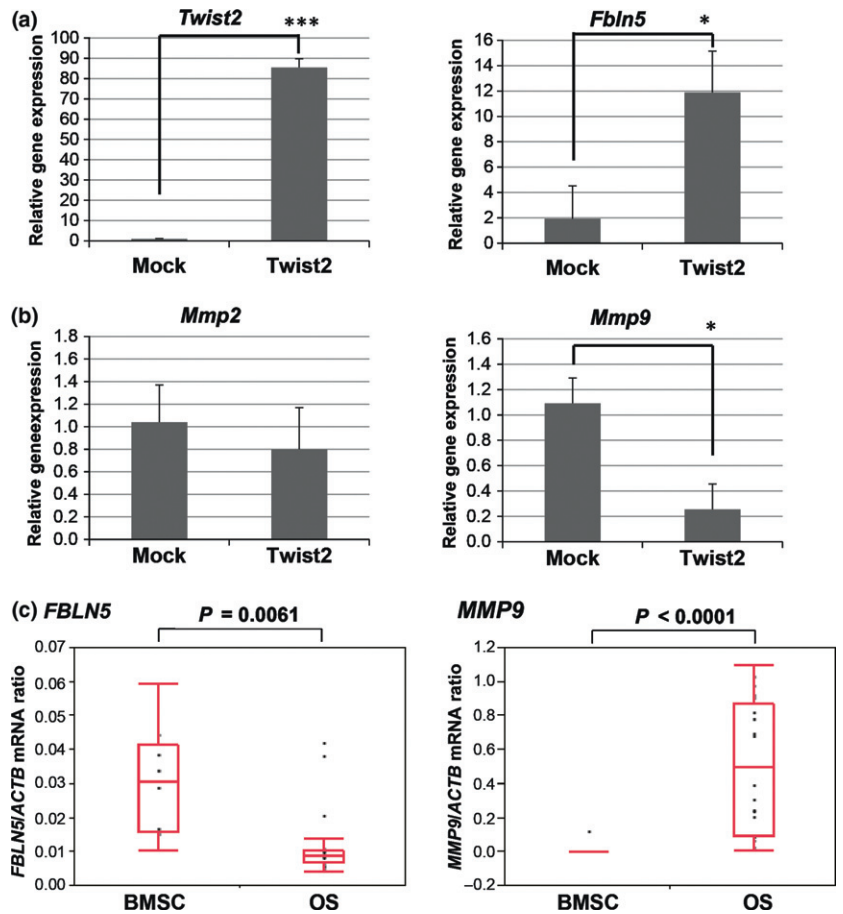 (a)
Twist2
***
Relative gene expression
100
90
80
70
60
50
40
30
20
10
0
Mock Twist2
Fbln5
*
Relative gene expression
16
14
12
10
8
6
4
2
0
Mock Twist2
(b)
Mmp2
Relative geneexpression
1.8
1.6
1.4
1.2
1.0
0.8
0.6
0.4
0.2
0.0
Mock Twist2
Mmp9
*
Relative gene expression
1.6
1.4
1.2
1.0
0.8
0.6
0.4
0.2
0.0
Mock Twist2
(c) FBLN5
P = 0.0061
FBLN5/ACTB mRNA ratio
0.07
0.06
0.05
0.04
0.03
0.02
0.01
0.00
BMSC OS
MMP9
P < 0.0001
MMP9/ACTB mRNA ratio
1.2
1.0
0.8
0.6
0.4
0.2
0.0
–0.2
BMSC OS